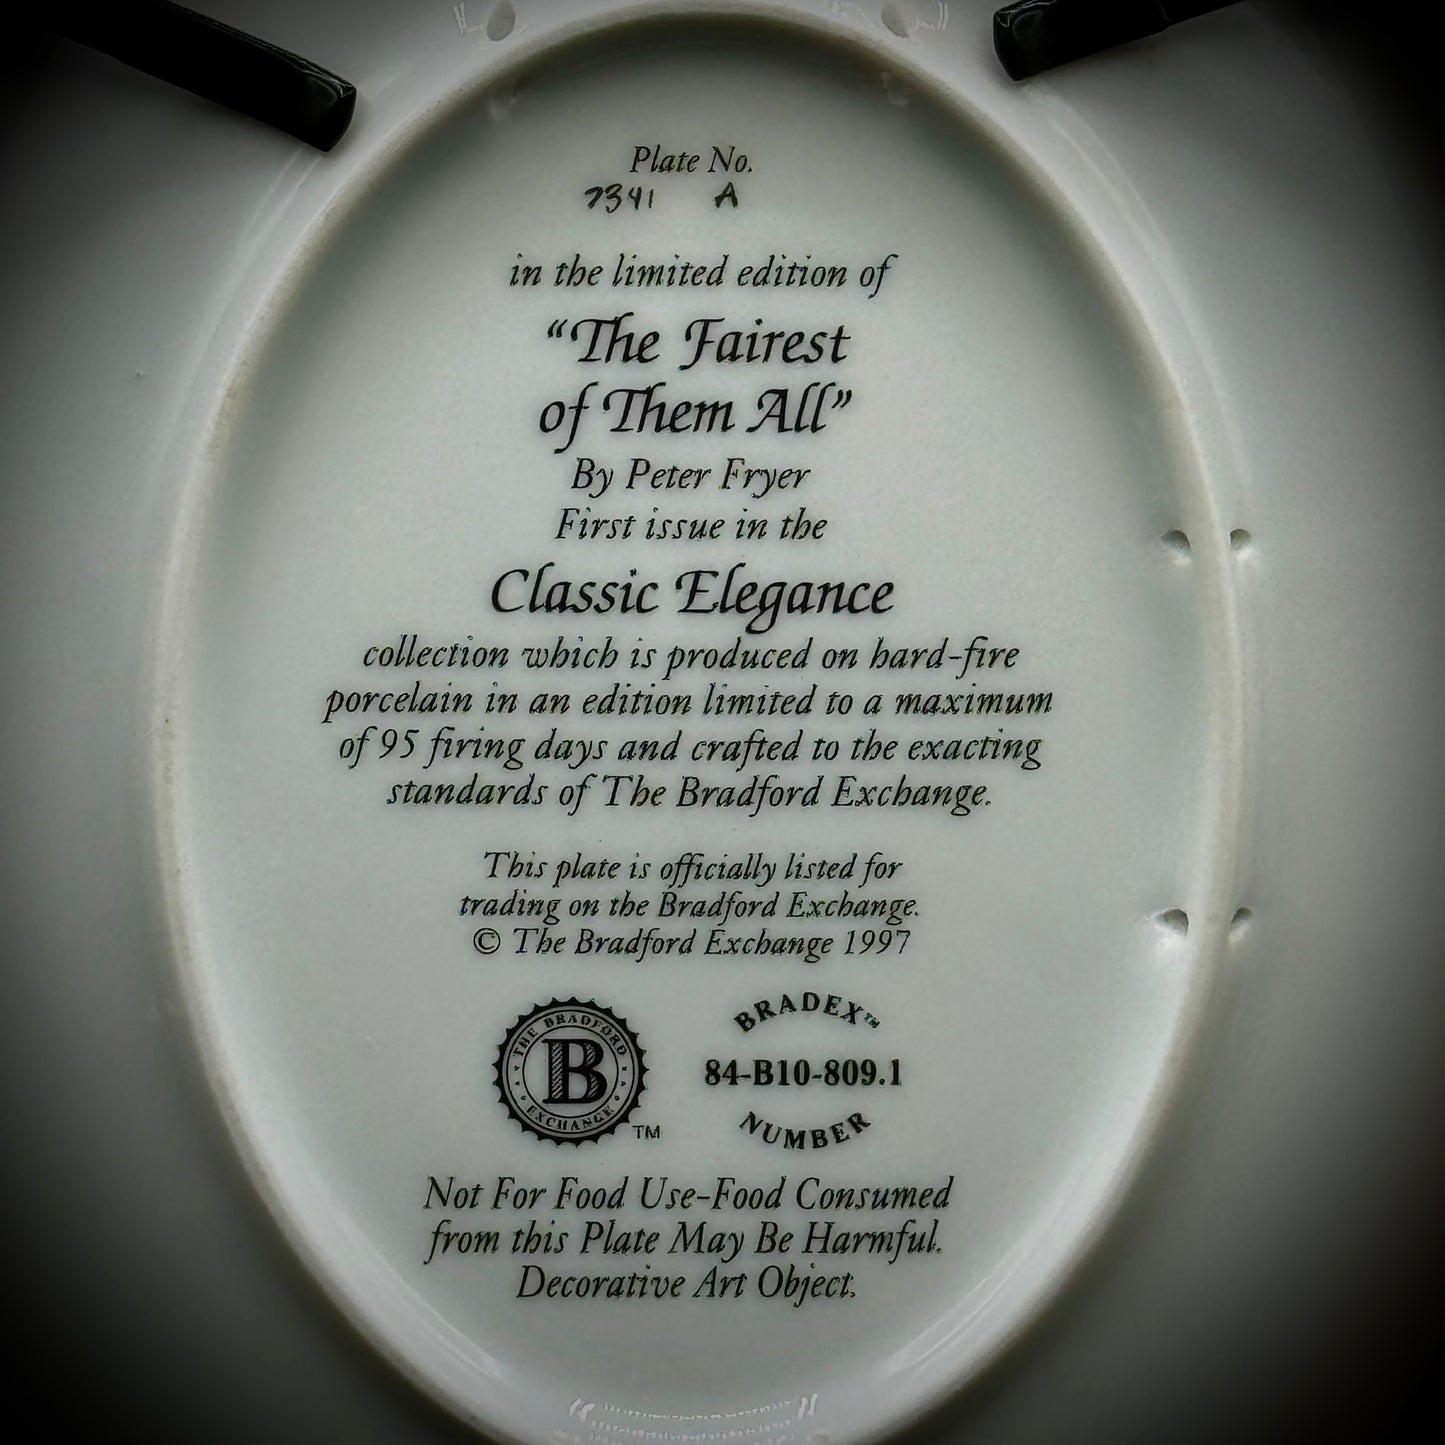 Plate No.
7341 A
in the limited edition of
“The Fairest
of Them All”
By Peter Fryer
First issue in the
Classic Elegance
collection which is produced on hard-fire
porcelain in an edition limited to a maximum
of 95 firing days and crafted to the exacting
standards of The Bradford Exchange.
This plate is officially listed for
trading on the Bradford Exchange.
© The Bradford Exchange 1997
THE BRADFORD
B
EXCHANGE
TM
BRADEX™
84-B10-809.1
NUMBER
Not For Food Use-Food Consumed
from this Plate May Be Harmful.
Decorative Art Object.